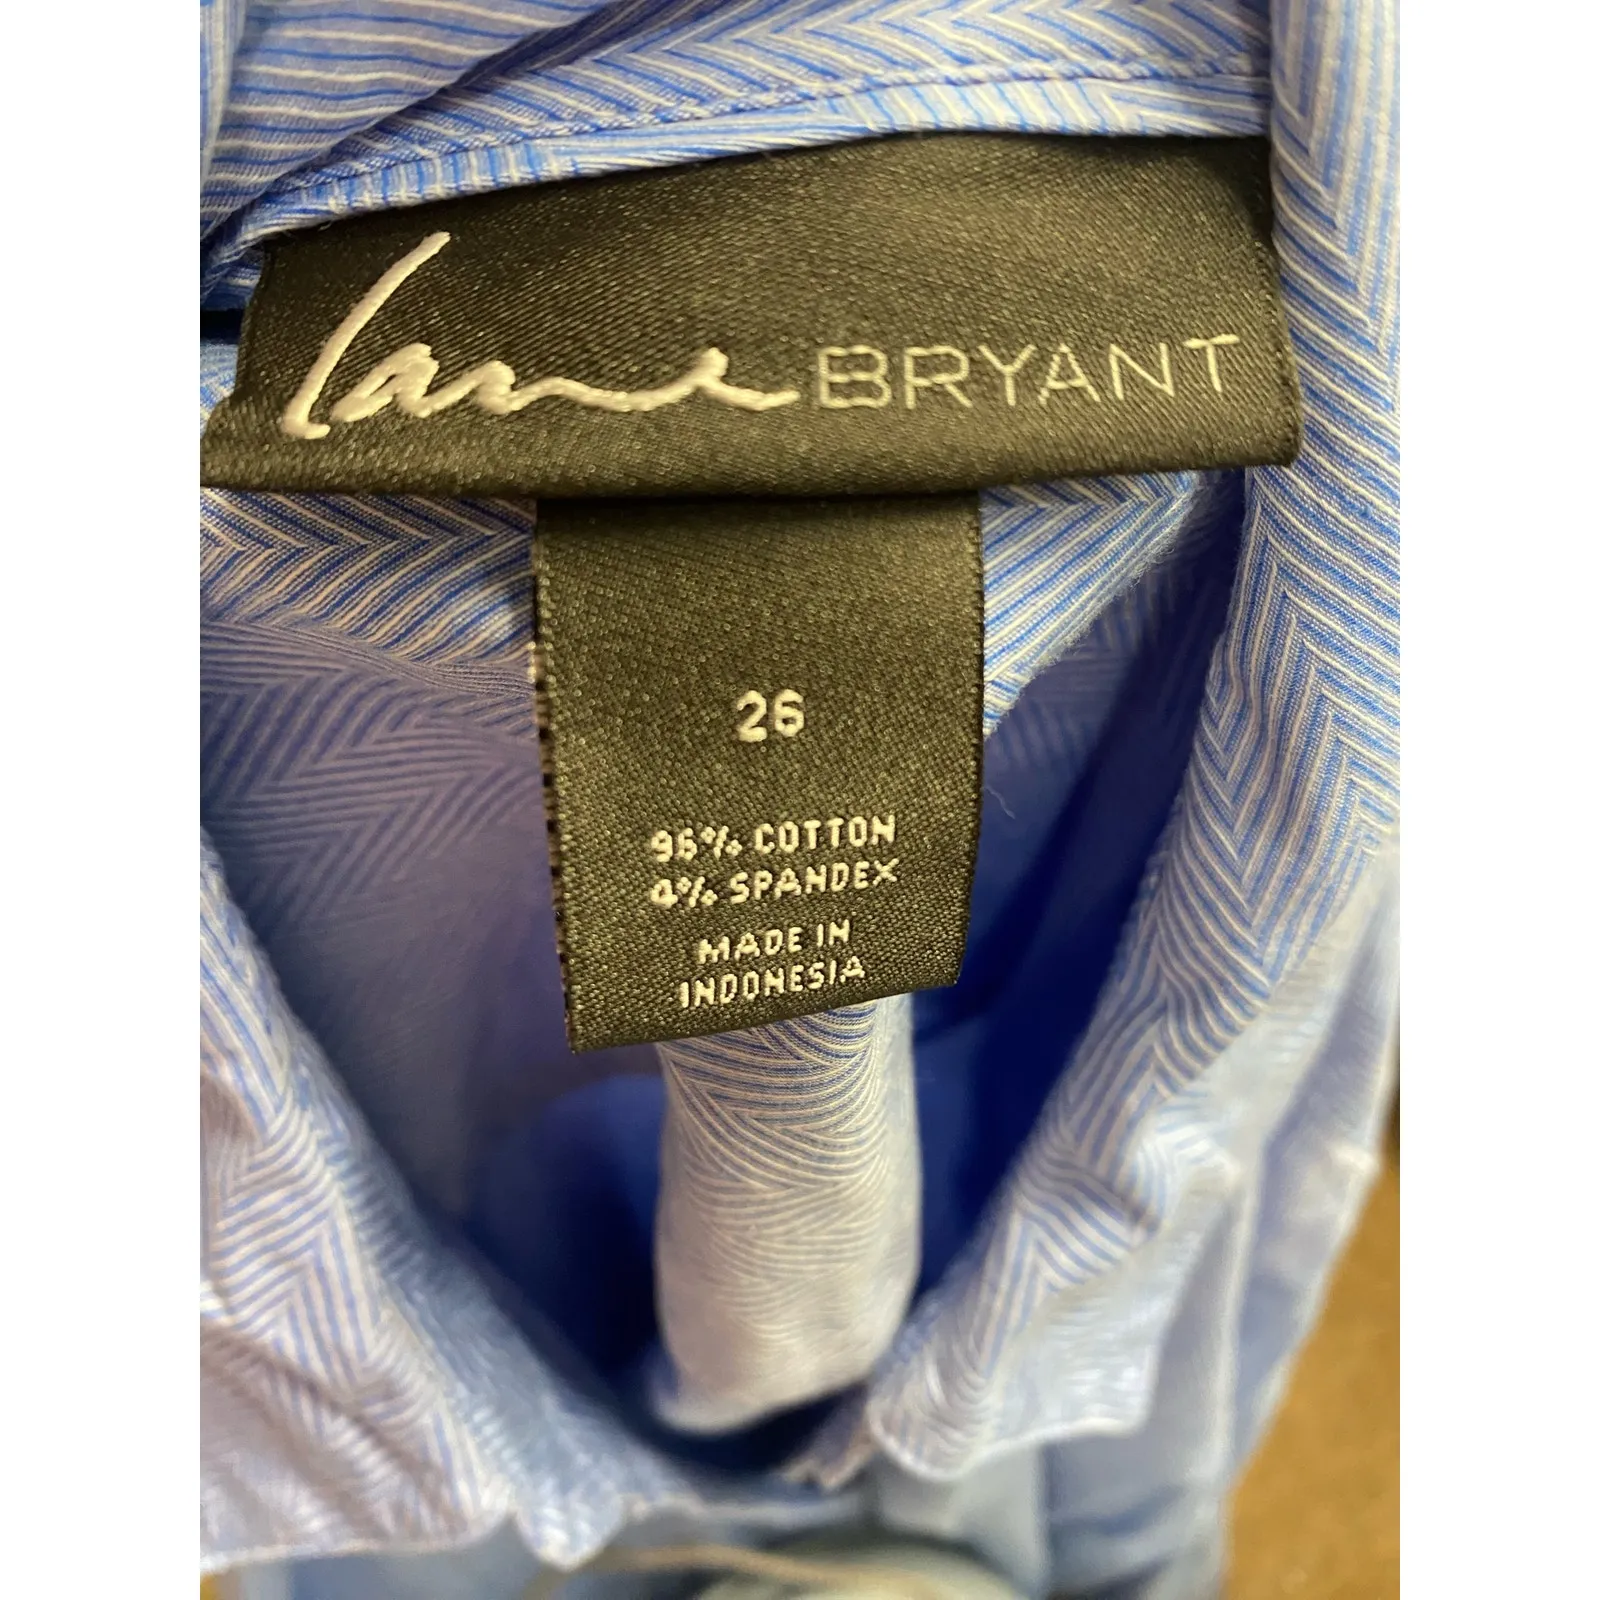 Lane BRYANT
26
96% COTTON
4% SPANDEX
MADE IN
INDONESIA